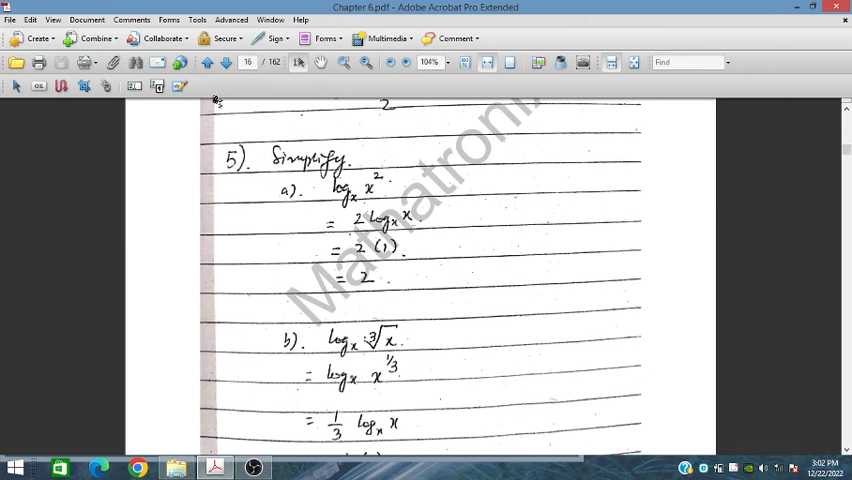 Chapter 6.pdf - Adobe Acrobat Pro Extended
File Edit View Document Comments Forms Tools Advanced Window Help
Create Combine Collaborate Secure Sign Forms Multimedia Comment
16 / 162 104% Find
2
5). Simplify.
a). logₓ x².
= 2 logₓ x.
= 2 (1).
= 2.
b). logₓ ∛x.
= logₓ x^1/3
= 1/3 logₓ x
Mathatronix
3:02 PM
12/22/2022